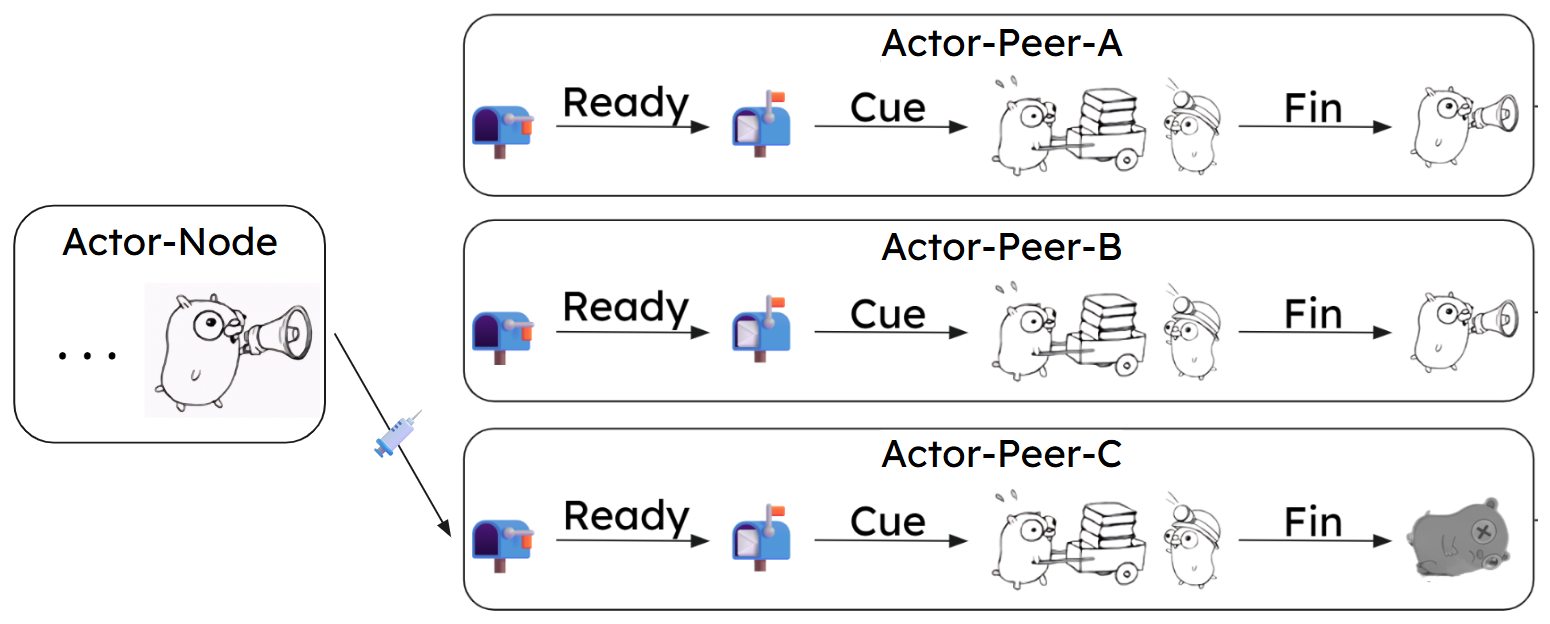 Actor-Peer-A
Ready Cue Fin
Actor-Node
...
Actor-Peer-B
Ready Cue Fin
Actor-Peer-C
Ready Cue Fin